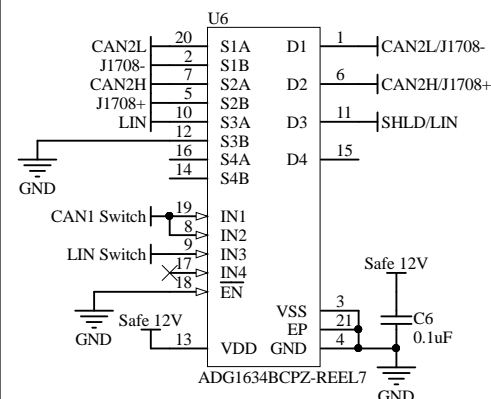 U6
CAN2L 20 S1A D1 1 CAN2L/J1708-
J1708- 2 S1B
CAN2H 7 S2A D2 6 CAN2H/J1708+
J1708+ 5 S2B
LIN 10 S3A D3 11 SHLD/LIN
12 S3B
16 S4A D4 15
14 S4B
GND
CAN1 Switch 19 IN1
8 IN2
LIN Switch 9 IN3
17 IN4
18 EN
Safe 12V
GND
Safe 12V
VSS 3
EP 21
C6
0.1uF
13 VDD GND 4
ADG1634BCPZ-REEL7
GND